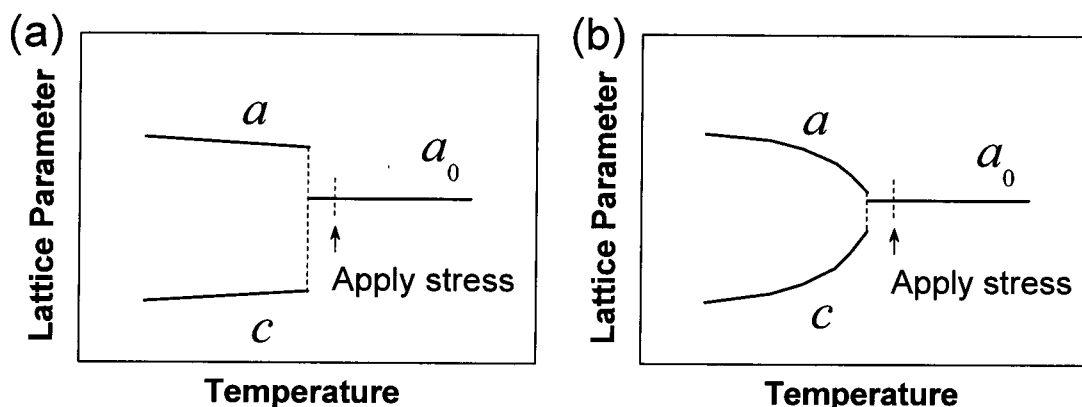 (a)
Lattice Parameter
a
a0
Apply stress
c
Temperature
(b)
Lattice Parameter
a
a0
Apply stress
c
Temperature